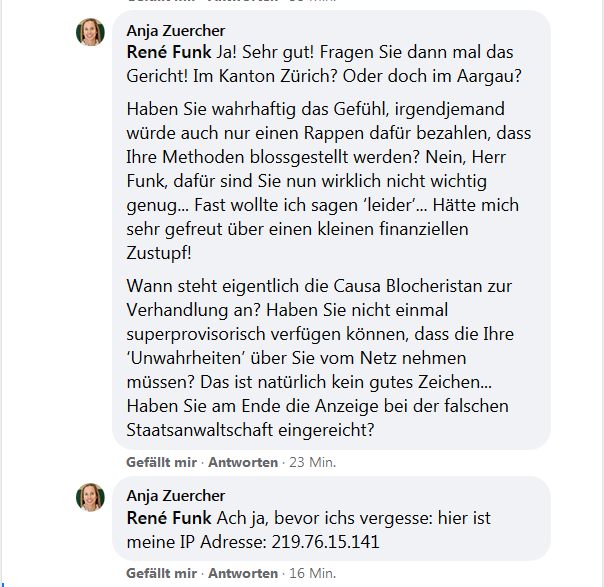 Anja Zuercher
René Funk Ja! Sehr gut! Fragen Sie dann mal das
Gericht! Im Kanton Zürich? Oder doch im Aargau?
Haben Sie wahrhaftig das Gefühl, irgendjemand
würde auch nur einen Rappen dafür bezahlen, dass
Ihre Methoden blossgestellt werden? Nein, Herr
Funk, dafür sind Sie nun wirklich nicht wichtig
genug... Fast wollte ich sagen ‘leider’... Hätte mich
sehr gefreut über einen kleinen finanziellen
Zustupf!
Wann steht eigentlich die Causa Blocheristan zur
Verhandlung an? Haben Sie nicht einmal
superprovisorisch verfügen können, dass die Ihre
‘Unwahrheiten’ über Sie vom Netz nehmen
müssen? Das ist natürlich kein gutes Zeichen...
Haben Sie am Ende die Anzeige bei der falschen
Staatsanwaltschaft eingereicht?
Gefällt mir · Antworten · 23 Min.
Anja Zuercher
René Funk Ach ja, bevor ichs vergesse: hier ist
meine IP Adresse: 219.76.15.141
Gefällt mir · Antworten · 16 Min.